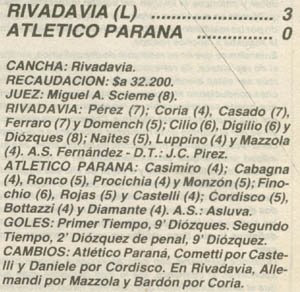 RIVADAVIA (L) ............................ 3
ATLETICO PARANA ............... 0
CANCHA: Rivadavia.
RECAUDACION: $a 32.200.
JUEZ: Miguel A. Scieme (8).
RIVADAVIA: Pérez (7); Coria (4), Casado (7),
Ferraro (7) y Domench (5); Cilio (6), Digilio (6) y
Diózques (8); Naites (5), Luppino (4) y Mazzola
(4). A.S. Fernández - D.T.: J.C. Pirez.
ATLETICO PARANA: Casimiro (4); Cabagna
(4), Ronco (5), Procichia (4) y Monzón (5); Fino-
chio (6), Rojas (5) y Castelli (4); Cordisco (5),
Bottazzi (4) y Diamante (4). A.S.: Asluva.
GOLES: Primer Tiempo, 9' Diózques. Segundo
Tiempo, 2' Diózquez de penal, 9' Diózquez.
CAMBIOS: Atlético Paraná, Cometti por Caste-
lli y Daniele por Cordisco. En Rivadavia, Alle-
mandi por Mazzola y Bardón por Coria.